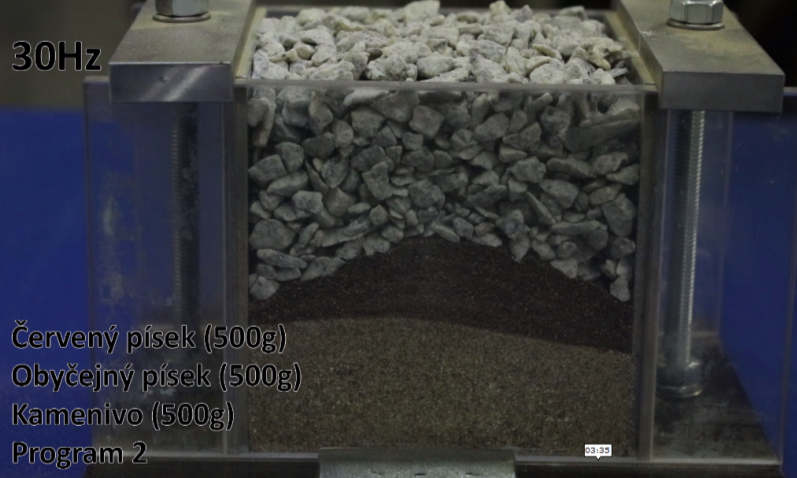 30Hz
Červený písek (500g)
Obyčejný písek (500g)
Kamenivo (500g)
Program 2
03:35